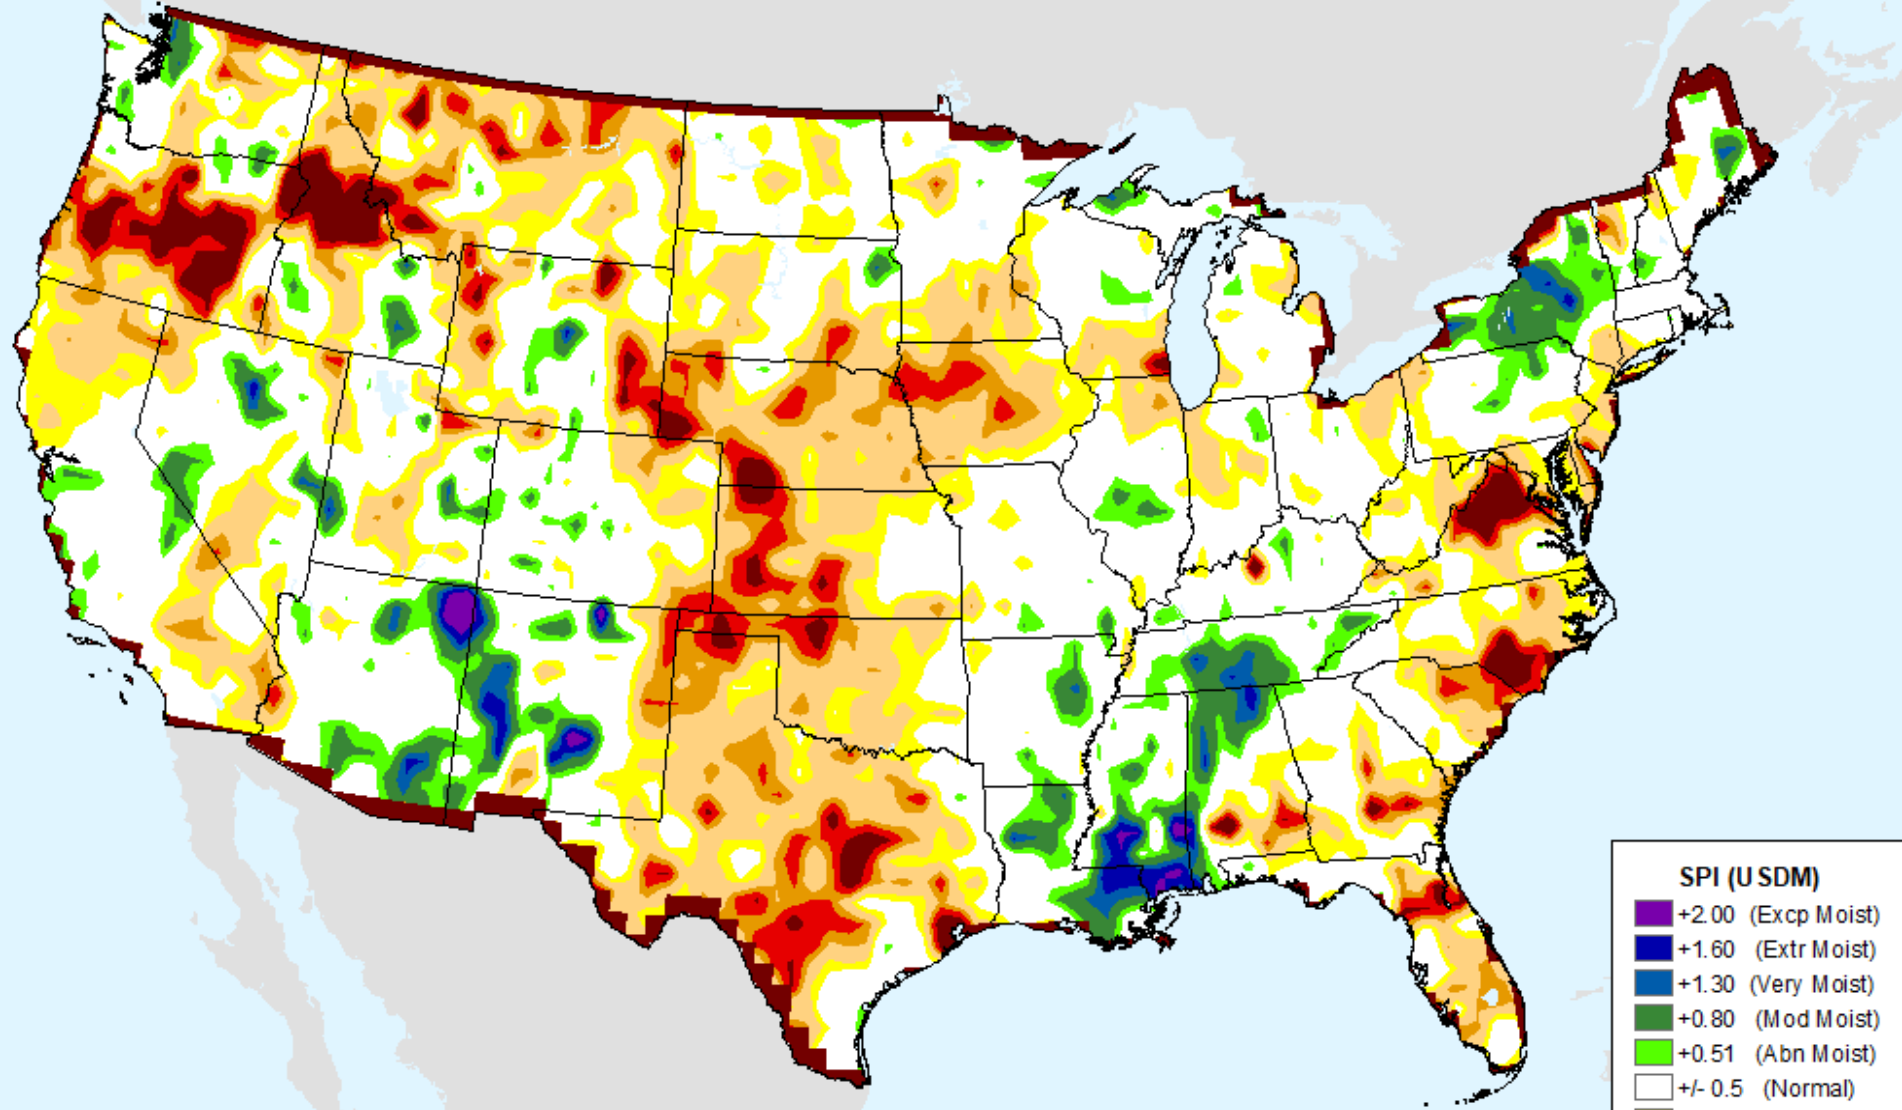 SPI (USDM)
+2.00 (Excp Moist)
+1.60 (Extr Moist)
+1.30 (Very Moist)
+0.80 (Mod Moist)
+0.51 (Abn Moist)
+/- 0.5 (Normal)